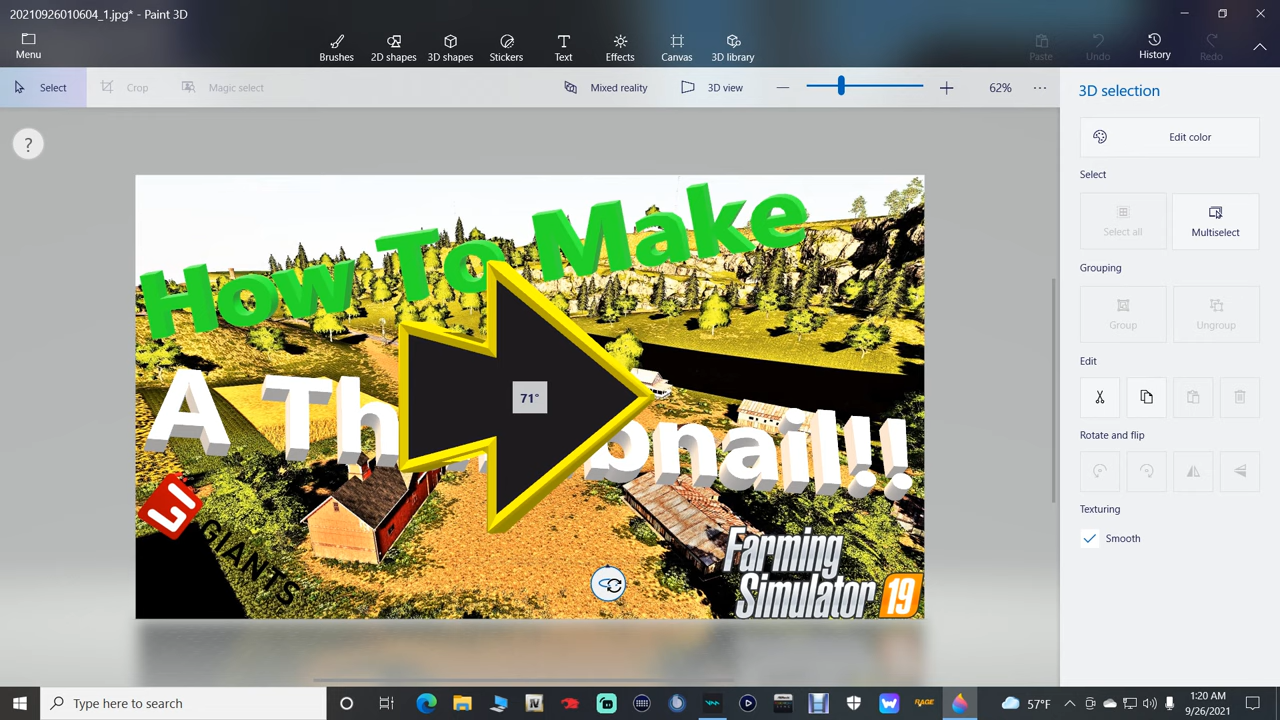 20210926010604_1.jpg* - Paint 3D
Menu
Brushes
2D shapes
3D shapes
Stickers
Text
Effects
Canvas
3D library
Paste
Undo
History
Redo
Select
Crop
Magic select
Mixed reality
3D view
62%
?
3D selection
Edit color
Select
Select all
Multiselect
Grouping
Group
Ungroup
Edit
Rotate and flip
Texturing
Smooth
How To Make
A Th
bnail!!
71°
GIANTS
Farming
Simulator 19
Type here to search
RAGE
57°F
1:20 AM
9/26/2021